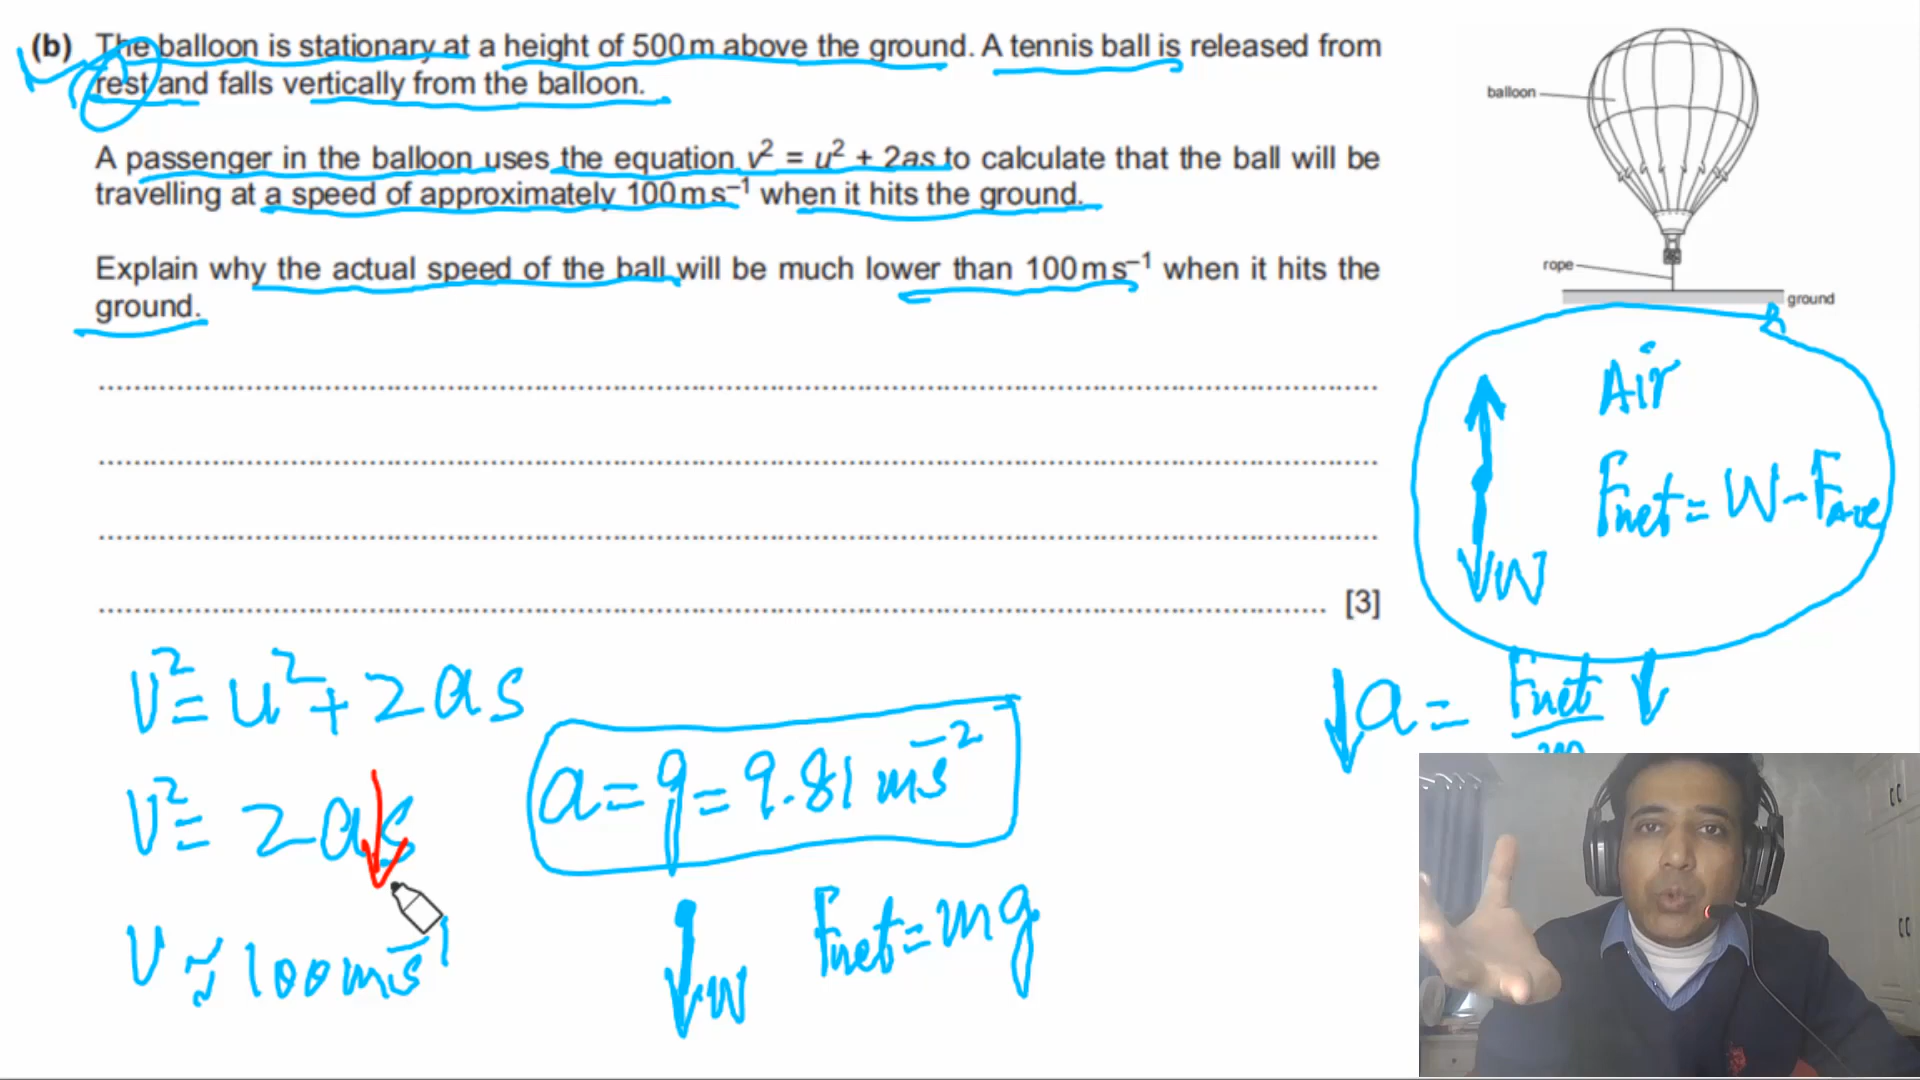 (b) The balloon is stationary at a height of 500 m above the ground. A tennis ball is released from
rest and falls vertically from the balloon.
A passenger in the balloon uses the equation v² = u² + 2as to calculate that the ball will be
travelling at a speed of approximately 100 m s⁻¹ when it hits the ground.
Explain why the actual speed of the ball will be much lower than 100 m s⁻¹ when it hits the
ground.
[3]
balloon
rope
ground
Air
Fnet = W - F
W
v² = u² + 2as
v² = 2as
v ≈ 100 ms⁻¹
a = g = 9.81 ms⁻²
W
Fnet = mg
↓a = Fnet ↓